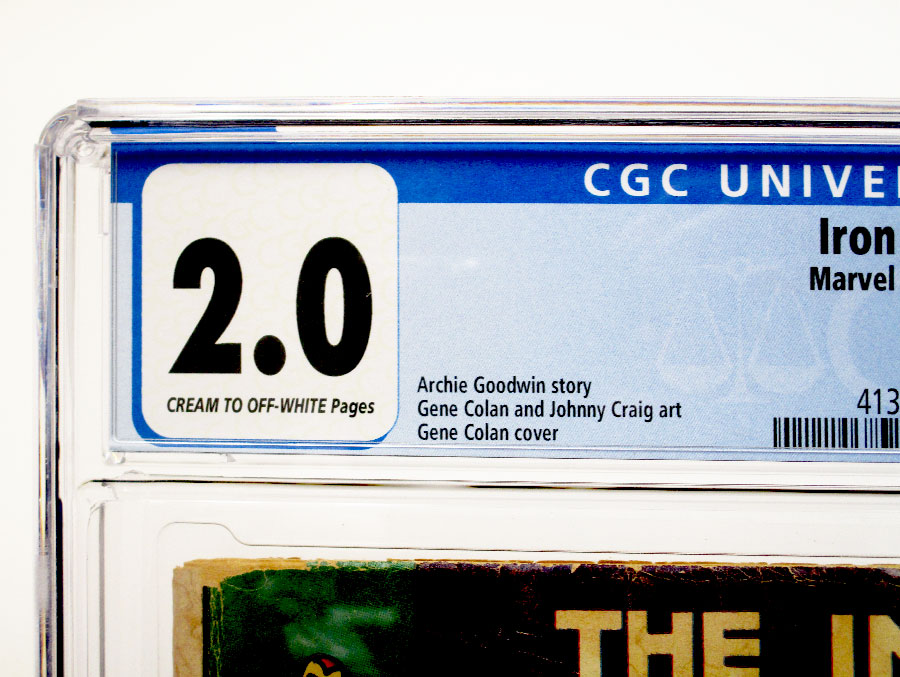 CGC UNIVE
2.0
CREAM TO OFF-WHITE Pages
Iron
Marvel
Archie Goodwin story
Gene Colan and Johnny Craig art
Gene Colan cover
413
THE IN